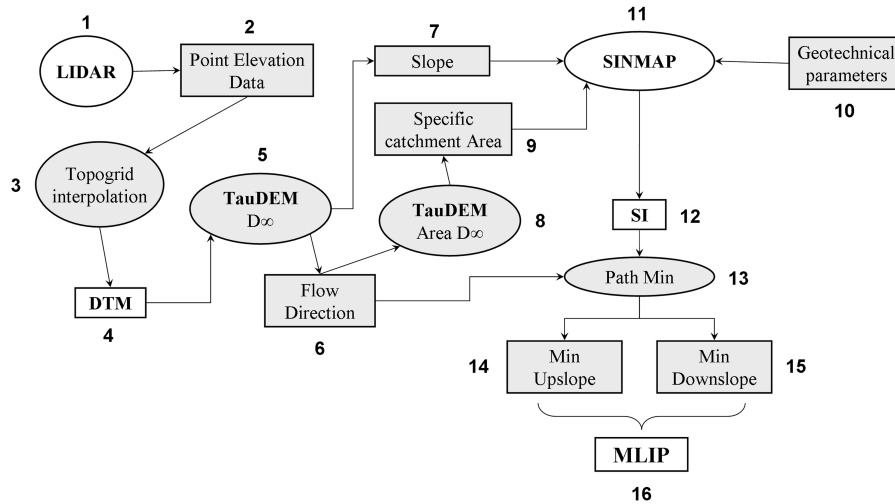 1
LIDAR
2
Point Elevation
Data
3
Topogrid
interpolation
DTM
4
5
TauDEM
D∞
Flow
Direction
6
7
Slope
Specific
catchment Area
9
TauDEM
Area D∞
8
11
SINMAP
Geotechnical
parameters
10
SI
12
Path Min
13
14
Min
Upslope
Min
Downslope
15
MLIP
16